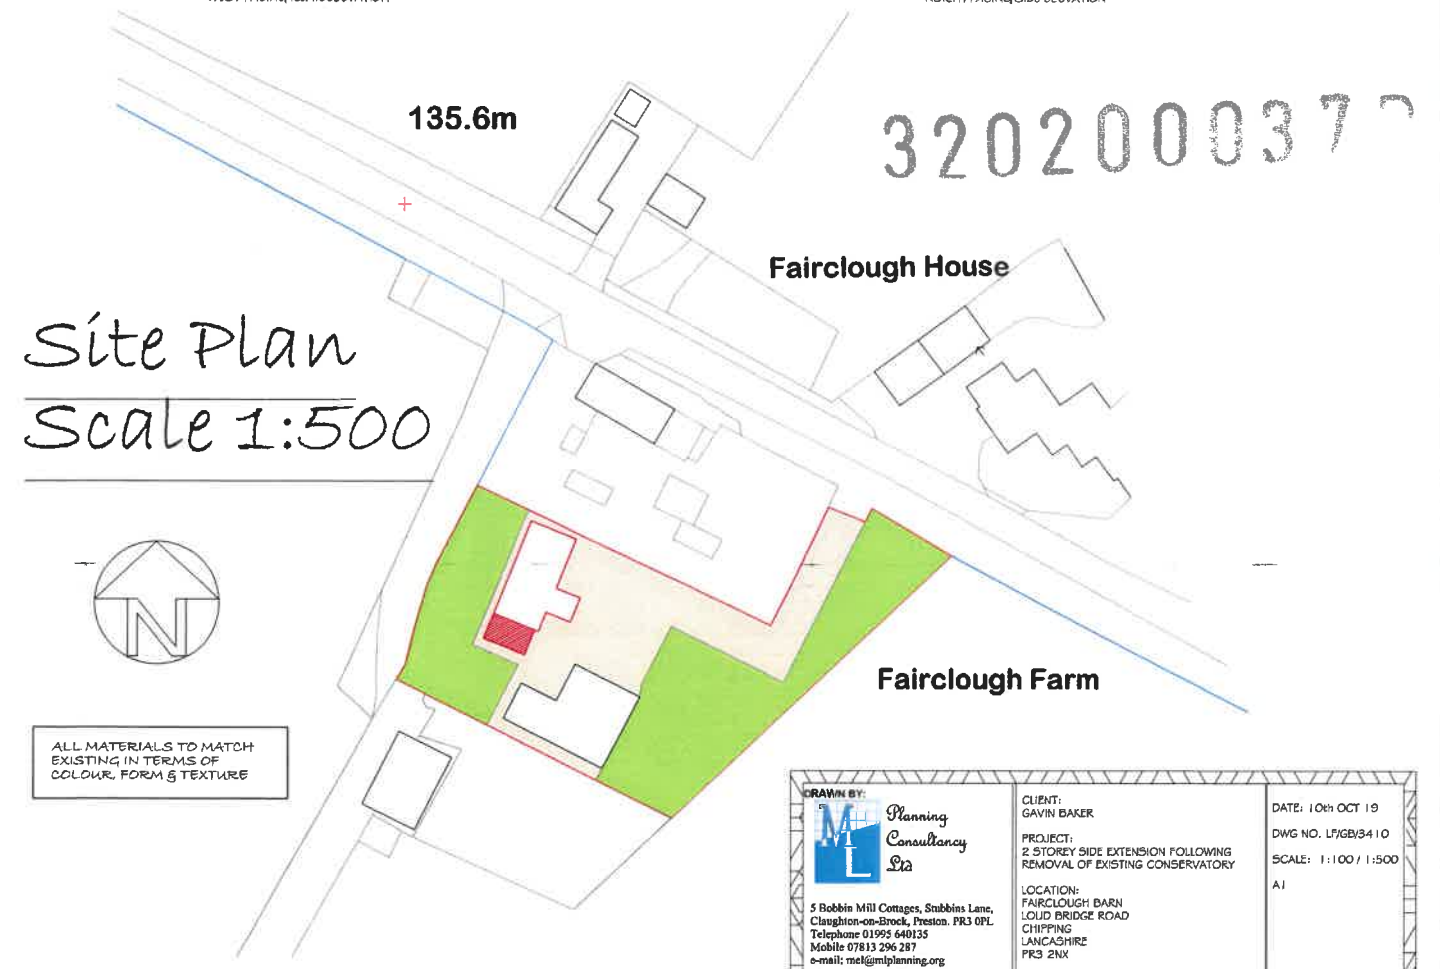 135.6m
Fairclough House
Site Plan
Scale 1:500
N
ALL MATERIALS TO MATCH
EXISTING IN TERMS OF
COLOUR, FORM & TEXTURE
Fairclough Farm
DRAWN BY:
ML
Planning
Consultancy
Ltd
5 Bobbin Mill Cottages, Stubbins Lane,
Claughton-on-Brock, Preston. PR3 0PL
Telephone 01995 640135
Mobile 07813 296 287
e-mail: mel@mlplanning.org
CLIENT:
GAVIN BAKER
PROJECT:
2 STOREY SIDE EXTENSION FOLLOWING
REMOVAL OF EXISTING CONSERVATORY
LOCATION:
FAIRCLOUGH BARN
LOUD BRIDGE ROAD
CHIPPING
LANCASHIRE
PR3 2NX
DATE: 10th OCT 19
DWG NO. LF/GB/3410
SCALE: 1:100 / 1:500
A1